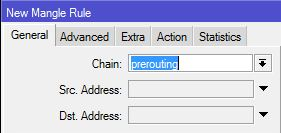 New Mangle Rule
General Advanced Extra Action Statistics
Chain: prerouting
Src. Address:
Dst. Address: